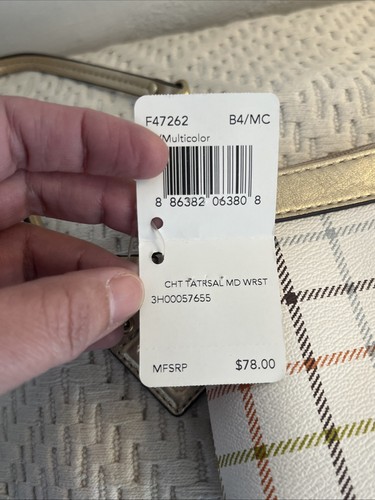 F47262 B4/MC
/Multicolor
8 86382 06380 8
CHT TATRSAL MD WRST
3H00057655
MFSRP $78.00